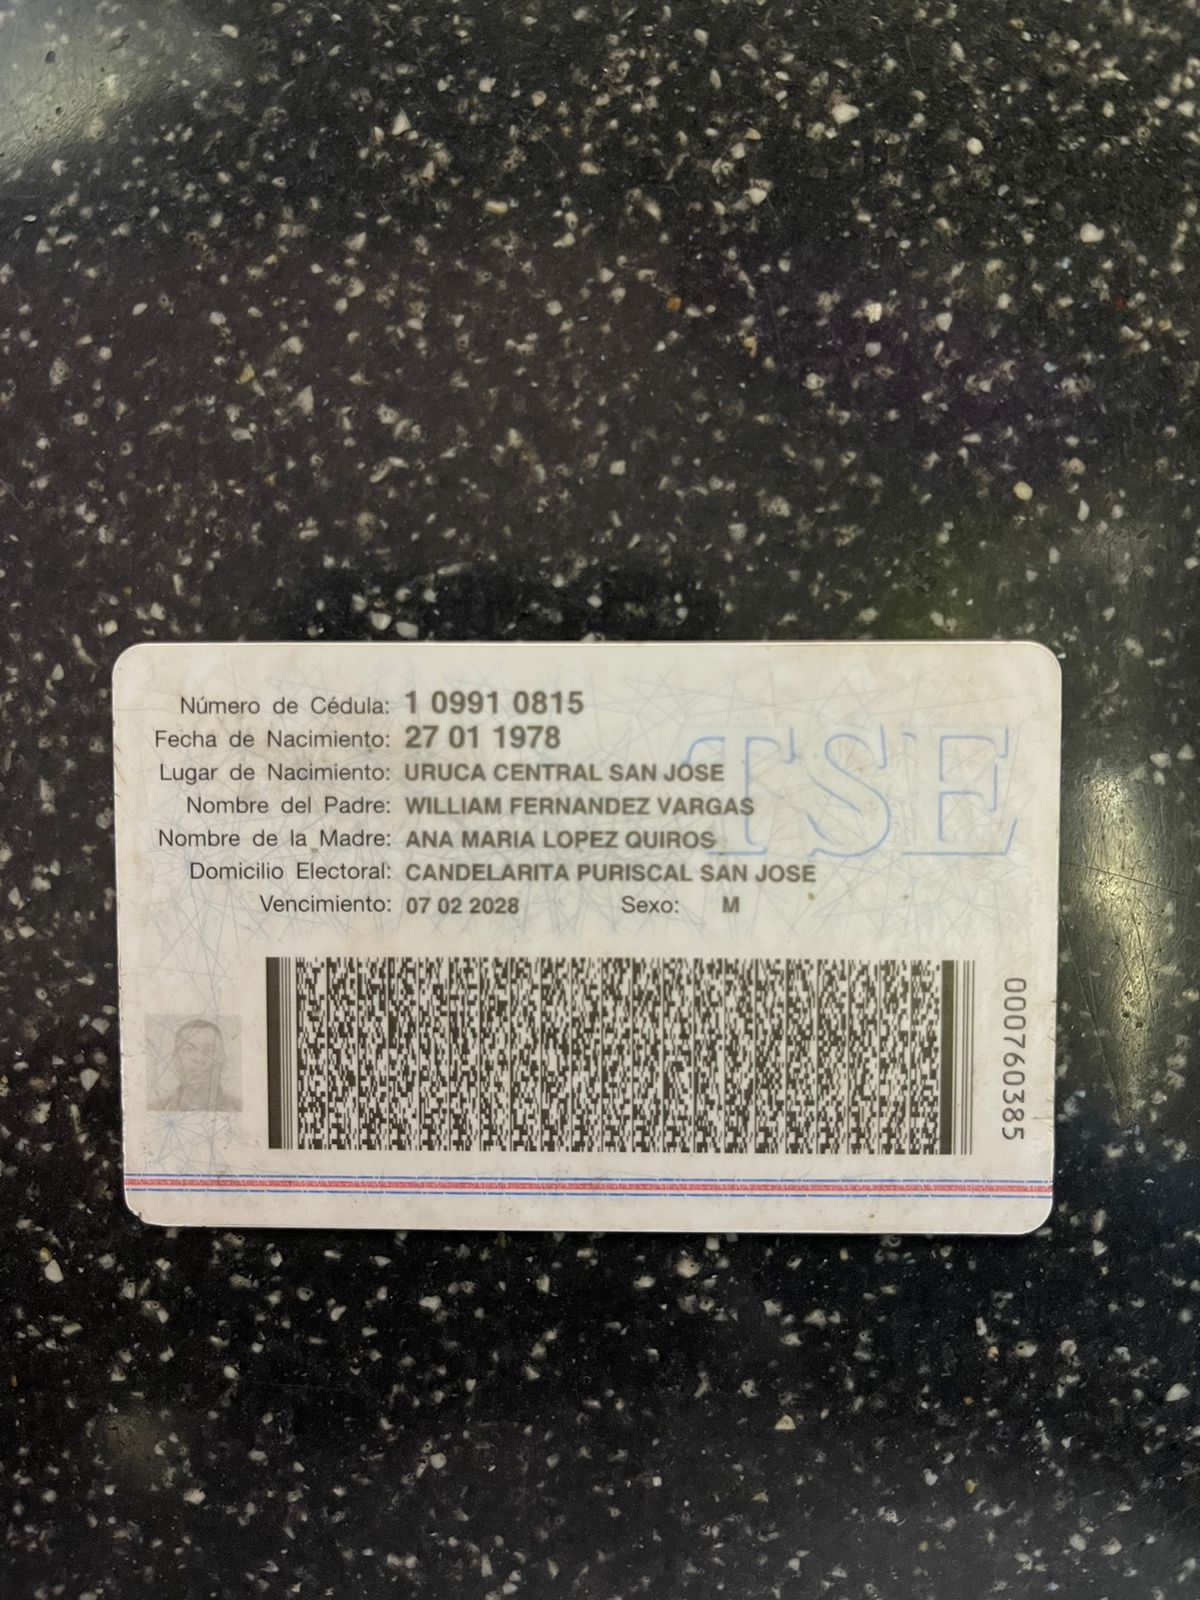 Número de Cédula: 1 0991 0815
Fecha de Nacimiento: 27 01 1978
Lugar de Nacimiento: URUCA CENTRAL SAN JOSE
Nombre del Padre: WILLIAM FERNANDEZ VARGAS
Nombre de la Madre: ANA MARIA LOPEZ QUIROS
Domicilio Electoral: CANDELARITA PURISCAL SAN JOSE
Vencimiento: 07 02 2028 Sexo: M
TSE
000760385